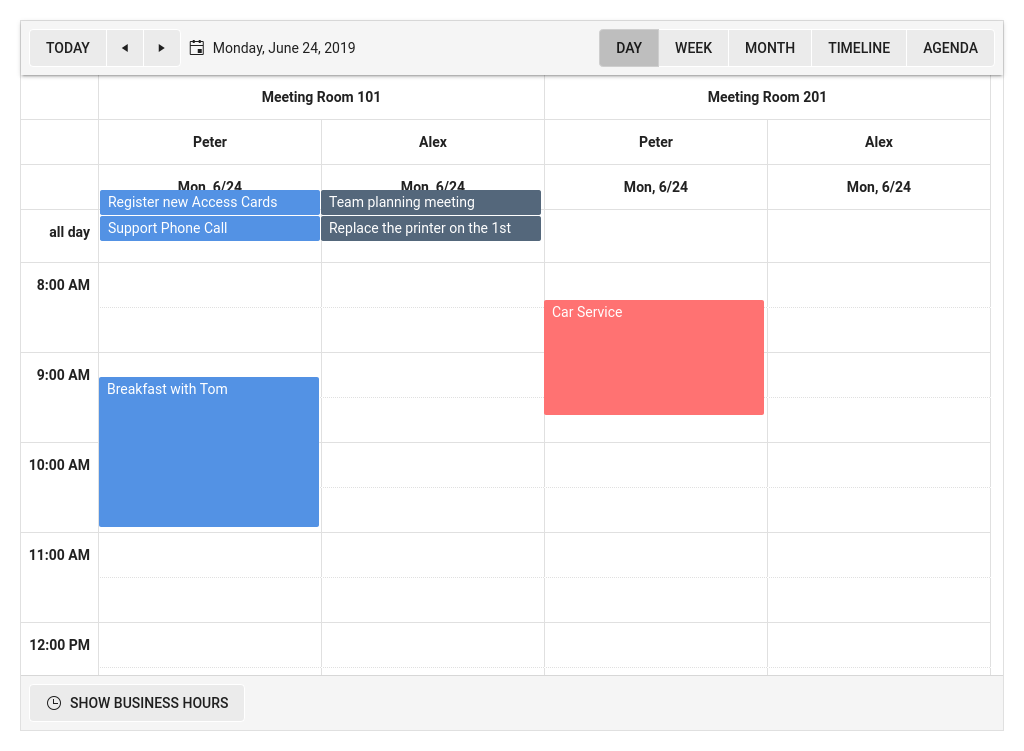 TODAY
Monday, June 24, 2019
DAY
WEEK
MONTH
TIMELINE
AGENDA
Meeting Room 101
Meeting Room 201
Peter
Alex
Peter
Alex
Mon, 6/24
Mon, 6/24
Mon, 6/24
Mon, 6/24
Register new Access Cards
Team planning meeting
Support Phone Call
Replace the printer on the 1st
all day
8:00 AM
Car Service
9:00 AM
Breakfast with Tom
10:00 AM
11:00 AM
12:00 PM
SHOW BUSINESS HOURS